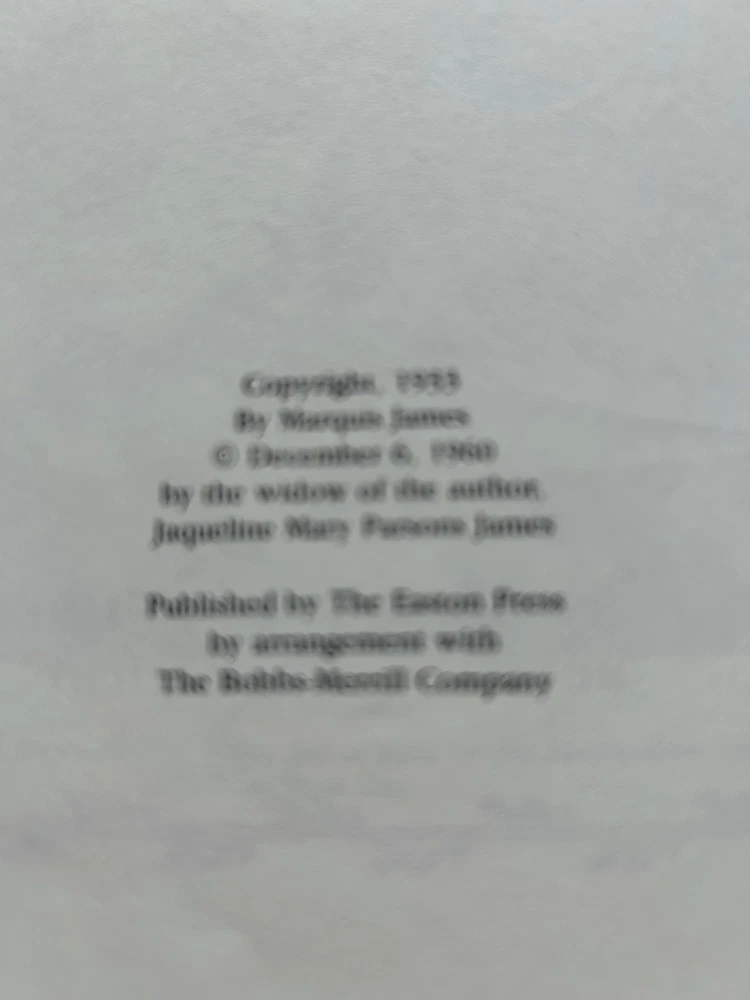 Copyright, 1933
By Marquis James
© December 6, 1960
by the widow of the author,
Jaqueline Mary Parsons James
Published by The Easton Press
by arrangement with
The Bobbs-Merrill Company